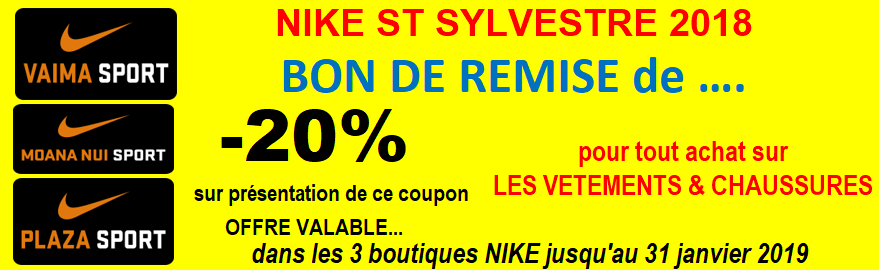 VAIMA SPORT
MOANA NUI SPORT
PLAZA SPORT
NIKE ST SYLVESTRE 2018
BON DE REMISE de ....
-20%
pour tout achat sur
LES VETEMENTS & CHAUSSURES
sur présentation de ce coupon
OFFRE VALABLE...
dans les 3 boutiques NIKE jusqu'au 31 janvier 2019